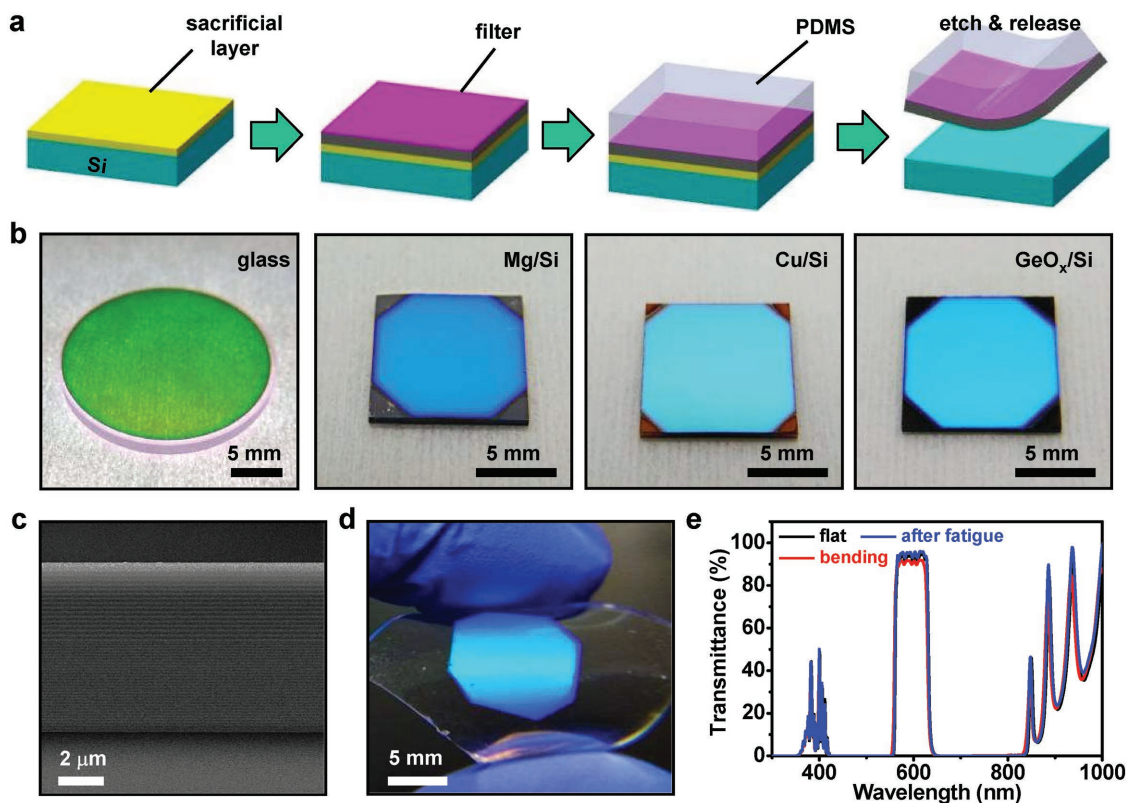 a
sacrificial
layer
Si
filter
PDMS
etch & release
b
glass
5 mm
Mg/Si
5 mm
Cu/Si
5 mm
GeOₓ/Si
5 mm
c
2 μm
d
5 mm
e
flat
after fatigue
bending
Transmittance (%)
100
80
60
40
20
0
400
600
800
1000
Wavelength (nm)